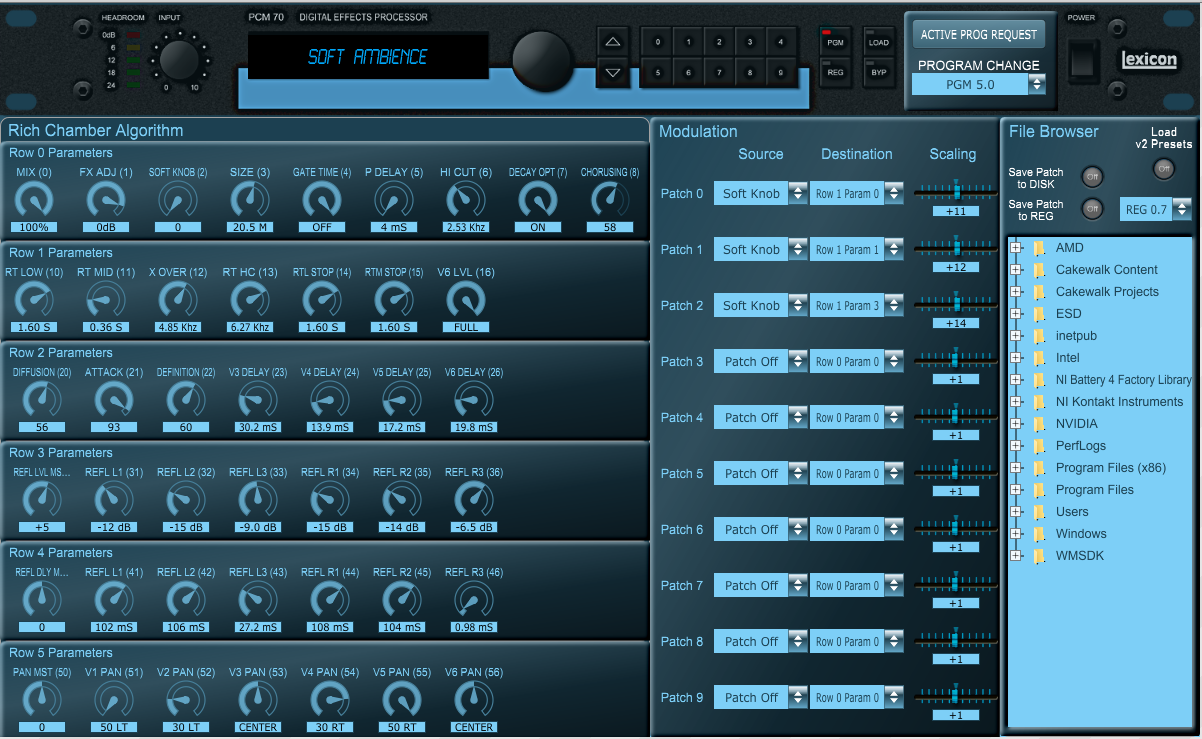 HEADROOM INPUT
0dB
6
12
18
24
0 10
PCM 70 DIGITAL EFFECTS PROCESSOR
SOFT AMBIENCE
0 1 2 3 4
5 6 7 8 9
PGM LOAD
REG BYP
ACTIVE PROG REQUEST
PROGRAM CHANGE
PGM 5.0
POWER
lexicon
Rich Chamber Algorithm
Row 0 Parameters
MIX (0) FX ADJ (1) SOFT KNOB (2) SIZE (3) GATE TIME (4) P DELAY (5) HI CUT (6) DECAY OPT (7) CHORUSING (8)
100% 0dB 0 20.5 M OFF 4 mS 2.53 Khz ON 58
Row 1 Parameters
RT LOW (10) RT MID (11) X OVER (12) RT HC (13) RTL STOP (14) RTM STOP (15) V6 LVL (16)
1.60 S 0.36 S 4.85 Khz 6.27 Khz 1.60 S 1.60 S FULL
Row 2 Parameters
DIFFUSION (20) ATTACK (21) DEFINITION (22) V3 DELAY (23) V4 DELAY (24) V5 DELAY (25) V6 DELAY (26)
56 93 60 30.2 mS 13.9 mS 17.2 mS 19.8 mS
Row 3 Parameters
REFL LVL MS... REFL L1 (31) REFL L2 (32) REFL L3 (33) REFL R1 (34) REFL R2 (35) REFL R3 (36)
+5 -12 dB -15 dB -9.0 dB -15 dB -14 dB -6.5 dB
Row 4 Parameters
REFL DLY M... REFL L1 (41) REFL L2 (42) REFL L3 (43) REFL R1 (44) REFL R2 (45) REFL R3 (46)
0 102 mS 106 mS 27.2 mS 108 mS 104 mS 0.98 mS
Row 5 Parameters
PAN MST (50) V1 PAN (51) V2 PAN (52) V3 PAN (53) V4 PAN (54) V5 PAN (55) V6 PAN (56)
0 50 LT 30 LT CENTER 30 RT 50 RT CENTER
Modulation
Source Destination Scaling
Patch 0 Soft Knob Row 1 Param 0
+11
Patch 1 Soft Knob Row 1 Param 1
+12
Patch 2 Soft Knob Row 1 Param 3
+14
Patch 3 Patch Off Row 0 Param 0
+1
Patch 4 Patch Off Row 0 Param 0
+1
Patch 5 Patch Off Row 0 Param 0
+1
Patch 6 Patch Off Row 0 Param 0
+1
Patch 7 Patch Off Row 0 Param 0
+1
Patch 8 Patch Off Row 0 Param 0
+1
Patch 9 Patch Off Row 0 Param 0
+1
File Browser
Load
v2 Presets
Off
Save Patch
to DISK
Off
Save Patch
to REG
Off
REG 0.7
AMD
Cakewalk Content
Cakewalk Projects
ESD
inetpub
Intel
NI Battery 4 Factory Library
NI Kontakt Instruments
NVIDIA
PerfLogs
Program Files (x86)
Program Files
Users
Windows
WMSDK